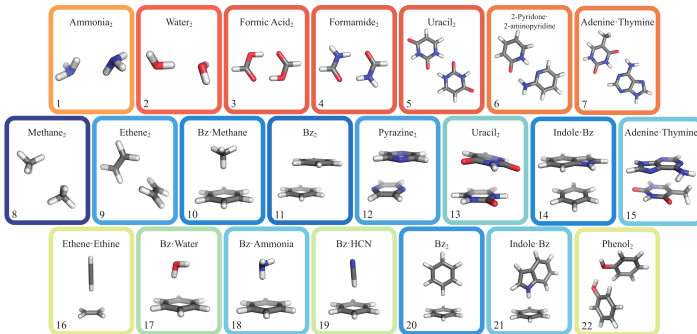 Ammonia₂
1
Water₂
2
Formic Acid₂
3
Formamide₂
4
Uracil₂
5
2-Pyridone·
2-aminopyridine
6
Adenine·Thymine
7
Methane₂
8
Ethene₂
9
Bz·Methane
10
Bz₂
11
Pyrazine₂
12
Uracil₂
13
Indole·Bz
14
Adenine·Thymine
15
Ethene·Ethine
16
Bz·Water
17
Bz·Ammonia
18
Bz·HCN
19
Bz₂
20
Indole·Bz
21
Phenol₂
22